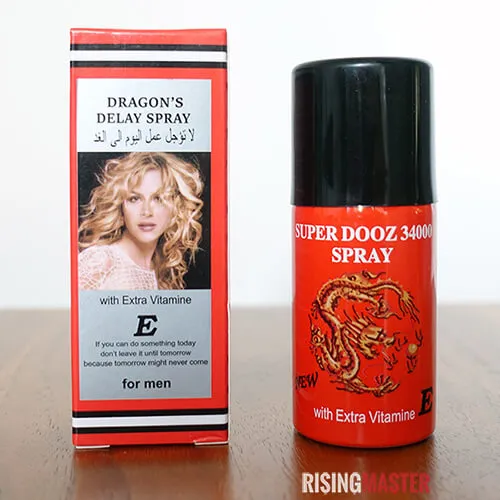 DRAGON'S
DELAY SPRAY
لا تؤجل عمل اليوم الى الغد
with Extra Vitamine
E
If you can do something today
don't leave it until tomorrow
because tomorrow might never come
for men
SUPER DOOZ 34000
SPRAY
NEW
with Extra Vitamine E
RISINGMASTER